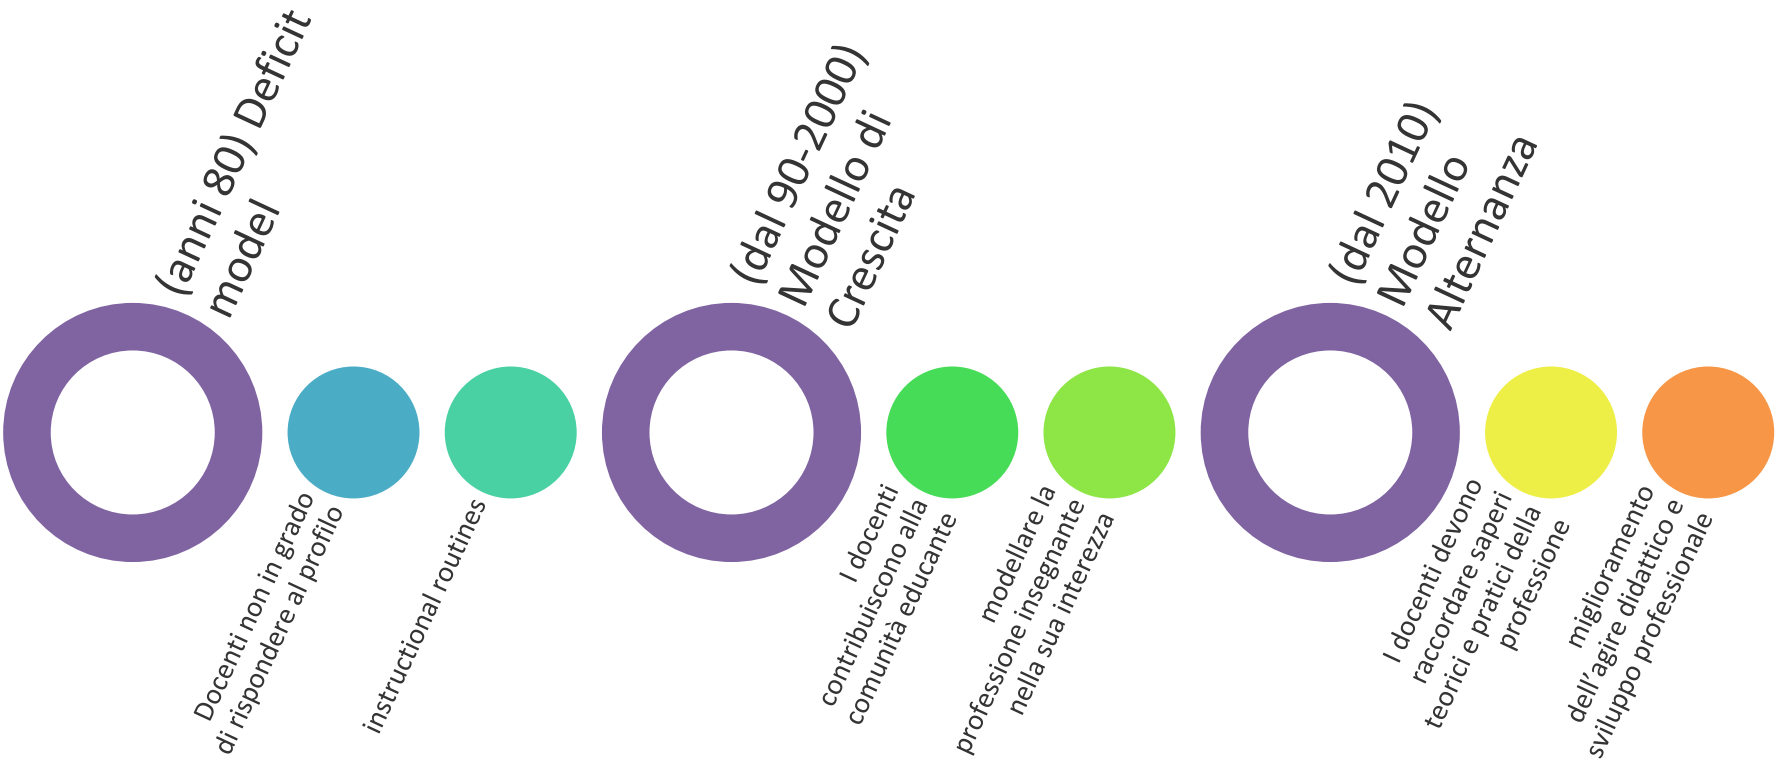 (anni 80) Deficit
model
Docenti non in grado
di rispondere al profilo
instructional routines
(dal 90-2000)
Modello di
Crescita
I docenti
contribuiscono alla
comunità educante
modellare la
professione insegnante
nella sua interezza
(dal 2010)
Modello
Alternanza
I docenti devono
raccordare saperi
teorici e pratici della
professione
miglioramento
dell’agire didattico e
sviluppo professionale